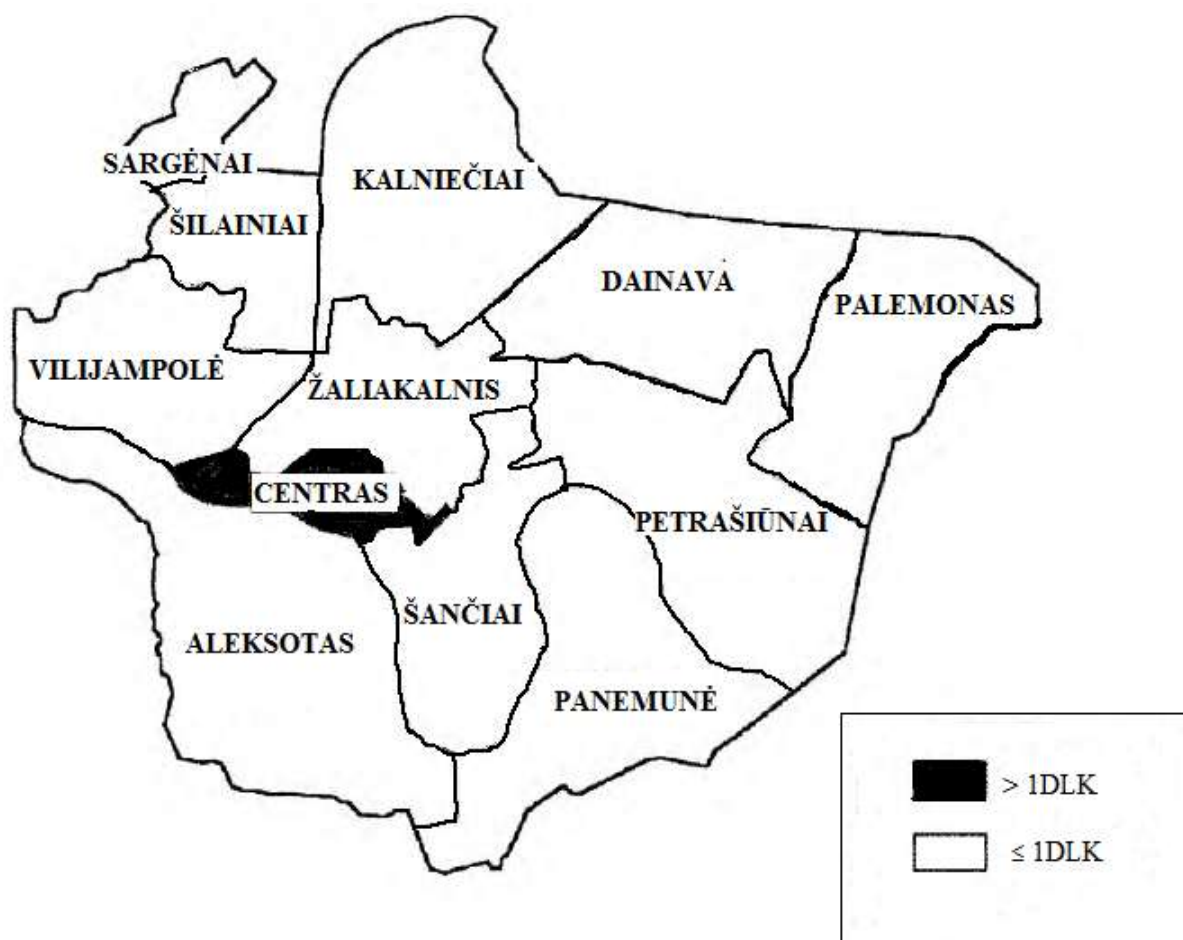 SARGĖNAI
KALNIEČIAI
ŠILAINIAI
DAINAVA
PALEMONAS
VILIJAMPOLĖ
ŽALIAKALNIS
CENTRAS
PETRAŠIŪNAI
ŠANČIAI
ALEKSOTAS
PANEMUNĖ
> 1DLK
≤ 1DLK